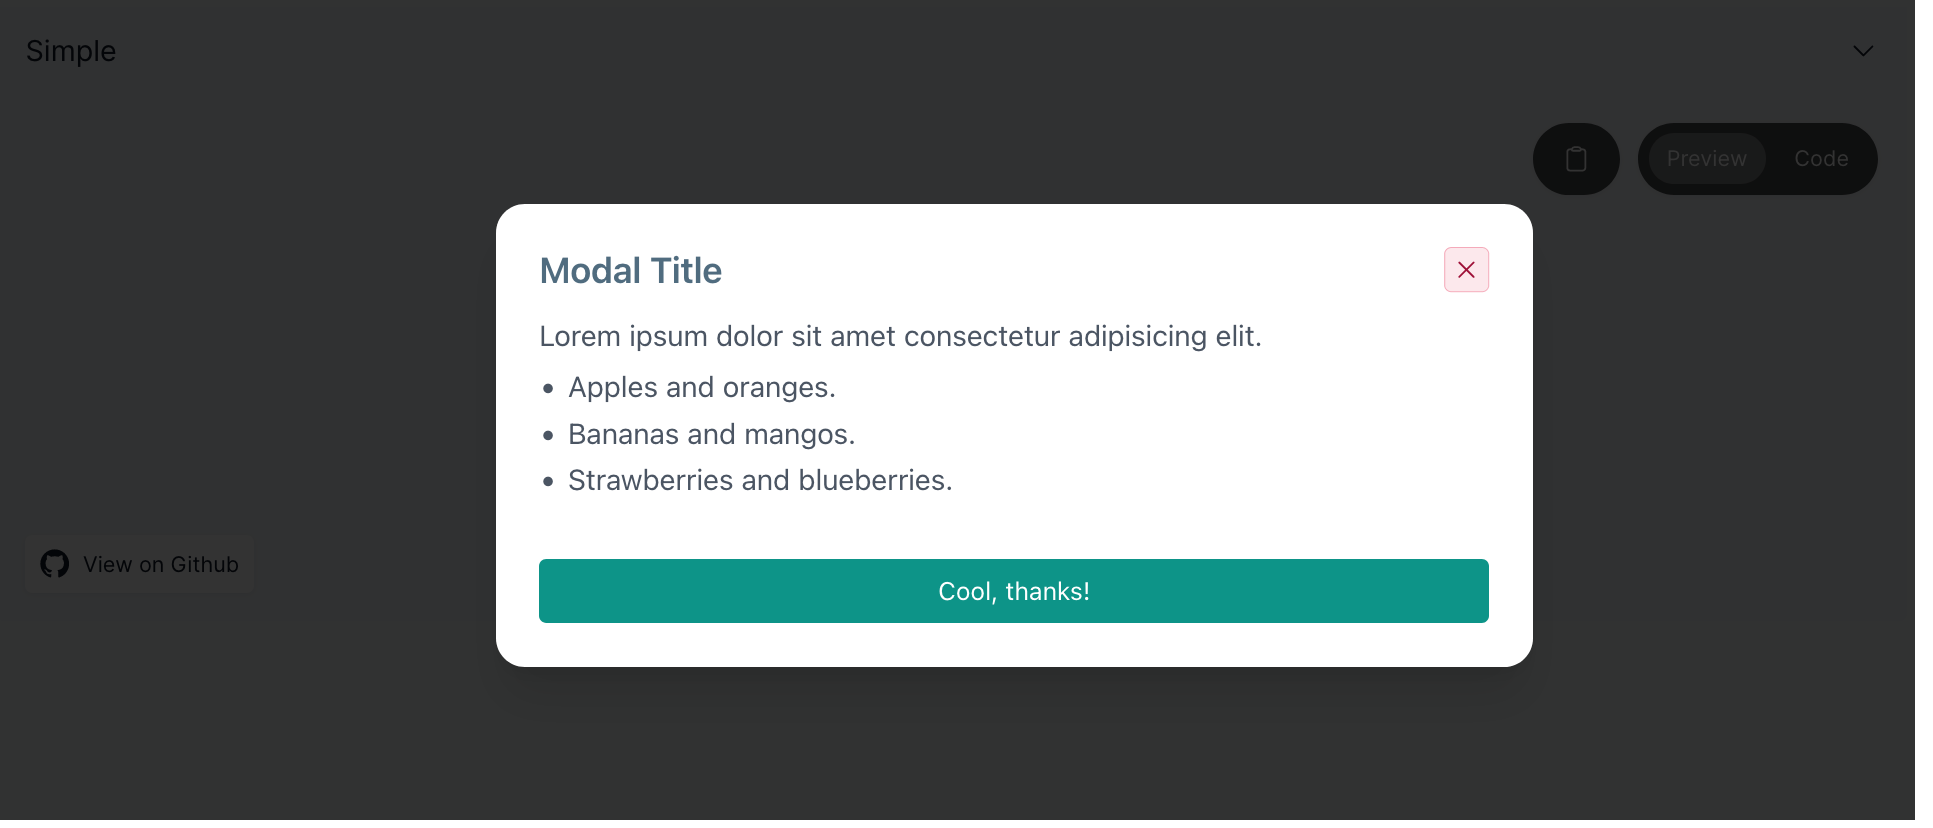 Simple
Preview Code
Modal Title
Lorem ipsum dolor sit amet consectetur adipisicing elit.
• Apples and oranges.
• Bananas and mangos.
• Strawberries and blueberries.
View on Github
Cool, thanks!